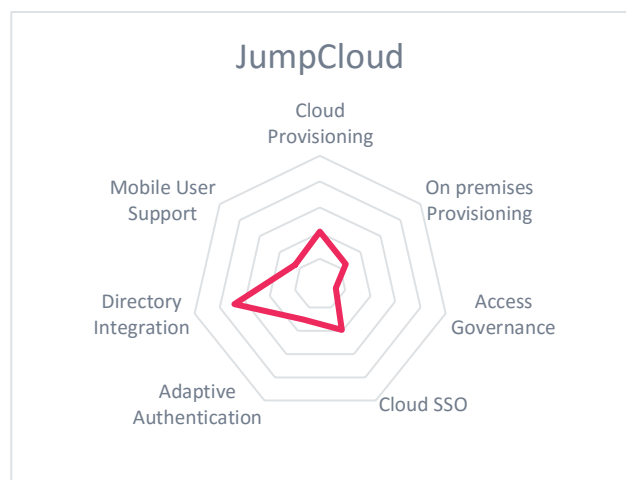 JumpCloud
Cloud
Provisioning
On premises
Provisioning
Access
Governance
Cloud SSO
Adaptive
Authentication
Directory
Integration
Mobile User
Support